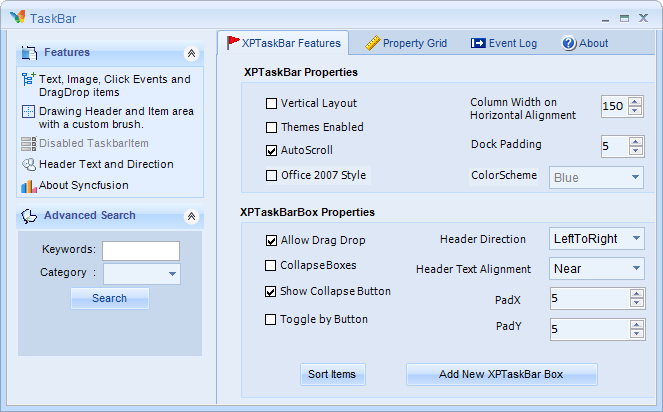 TaskBar
Features
Text, Image, Click Events and
DragDrop items
Drawing Header and Item area
with a custom brush.
Disabled TaskbarItem
Header Text and Direction
About Syncfusion
Advanced Search
Keywords:
Category :
Search
XPTaskBar Features
Property Grid
Event Log
About
XPTaskBar Properties
Vertical Layout
Themes Enabled
AutoScroll
Office 2007 Style
Column Width on
Horizontal Alignment
150
Dock Padding
5
ColorScheme
Blue
XPTaskBarBox Properties
Allow Drag Drop
CollapseBoxes
Show Collapse Button
Toggle by Button
Header Direction
LeftToRight
Header Text Alignment
Near
PadX
5
PadY
5
Sort Items
Add New XPTaskBar Box